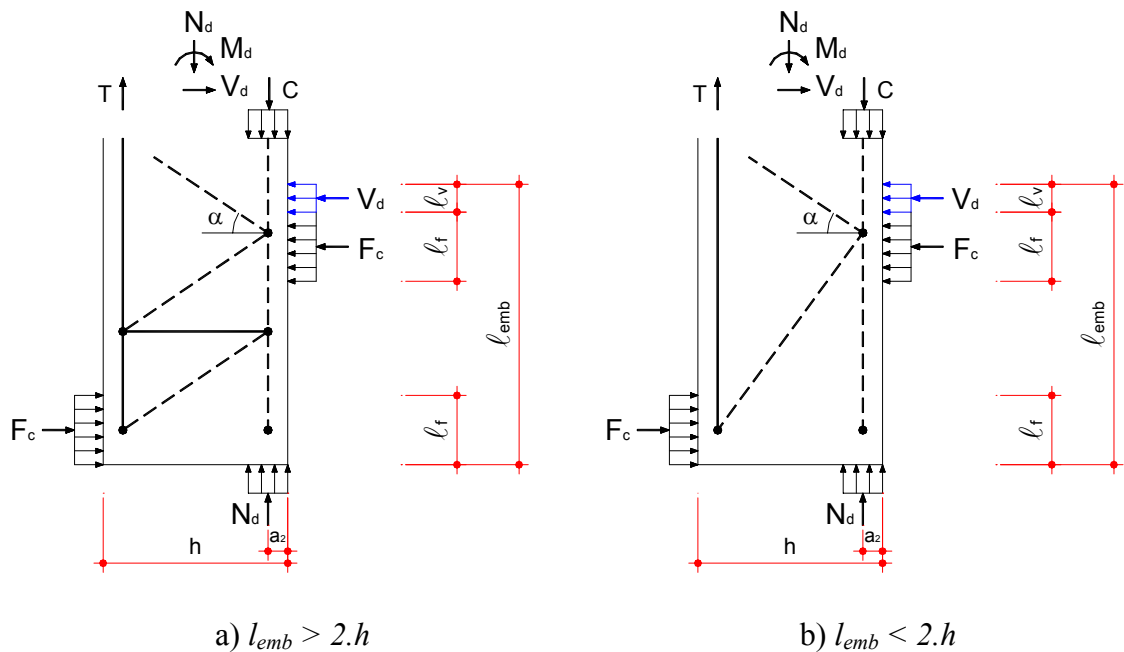 Nd
Md
Vd
T
C
α
Vd
Fc
ℓv
ℓf
ℓemb
ℓf
Fc
Nd
a2
h
a) lemb > 2.h
Nd
Md
Vd
T
C
α
Vd
Fc
ℓv
ℓf
ℓemb
ℓf
Fc
Nd
a2
h
b) lemb < 2.h